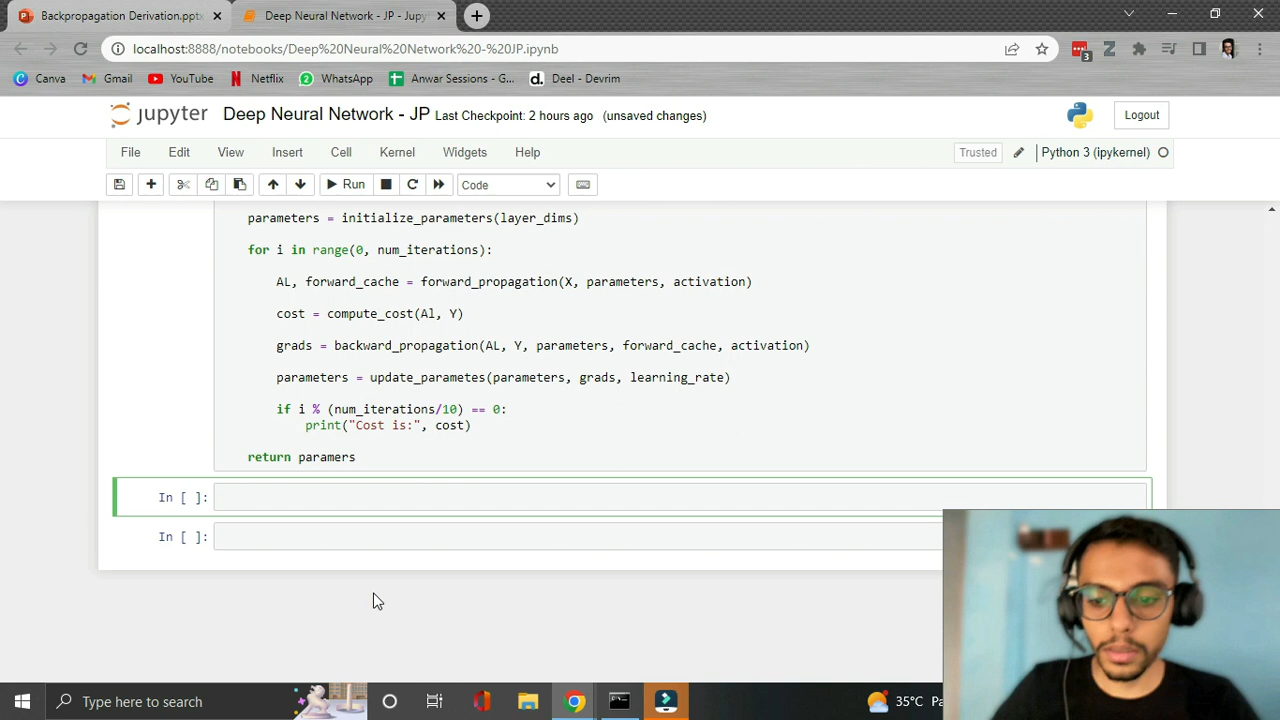 Backpropagation Derivation.pptx
Deep Neural Network - JP - Jupy
localhost:8888/notebooks/Deep%20Neural%20Network%20-%20JP.ipynb
3
Canva
Gmail
YouTube
Netflix
WhatsApp
Anwar Sessions - G...
Deel - Devrim
jupyter Deep Neural Network - JP Last Checkpoint: 2 hours ago (unsaved changes)
Logout
File Edit View Insert Cell Kernel Widgets Help
Trusted
Python 3 (ipykernel)
Run
Code
parameters = initialize_parameters(layer_dims)
for i in range(0, num_iterations):
AL, forward_cache = forward_propagation(X, parameters, activation)
cost = compute_cost(Al, Y)
grads = backward_propagation(AL, Y, parameters, forward_cache, activation)
parameters = update_parametes(parameters, grads, learning_rate)
if i % (num_iterations/10) == 0:
print("Cost is:", cost)
return paramers
In [ ]:
In [ ]:
Type here to search
35°C Pa